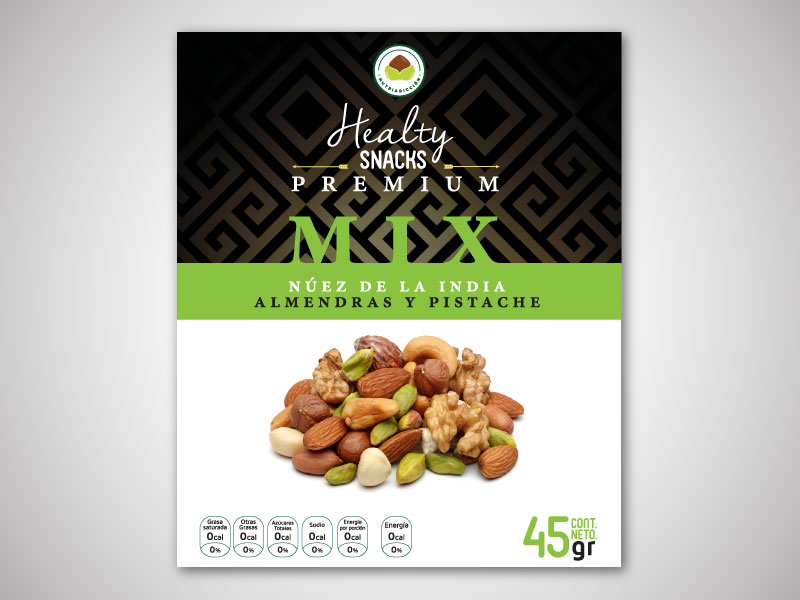 NUTRIADICCIÓN
Healty
SNACKS
PREMIUM
MIX
NÚEZ DE LA INDIA
ALMENDRAS Y PISTACHE
Grasa saturada
0cal
0%
Otras Grasas
0cal
0%
Azúcares Totales
0cal
0%
Sodio
0cal
0%
Energía por porción
0cal
0%
Energía
0cal
0%
45 CONT. NETO. gr